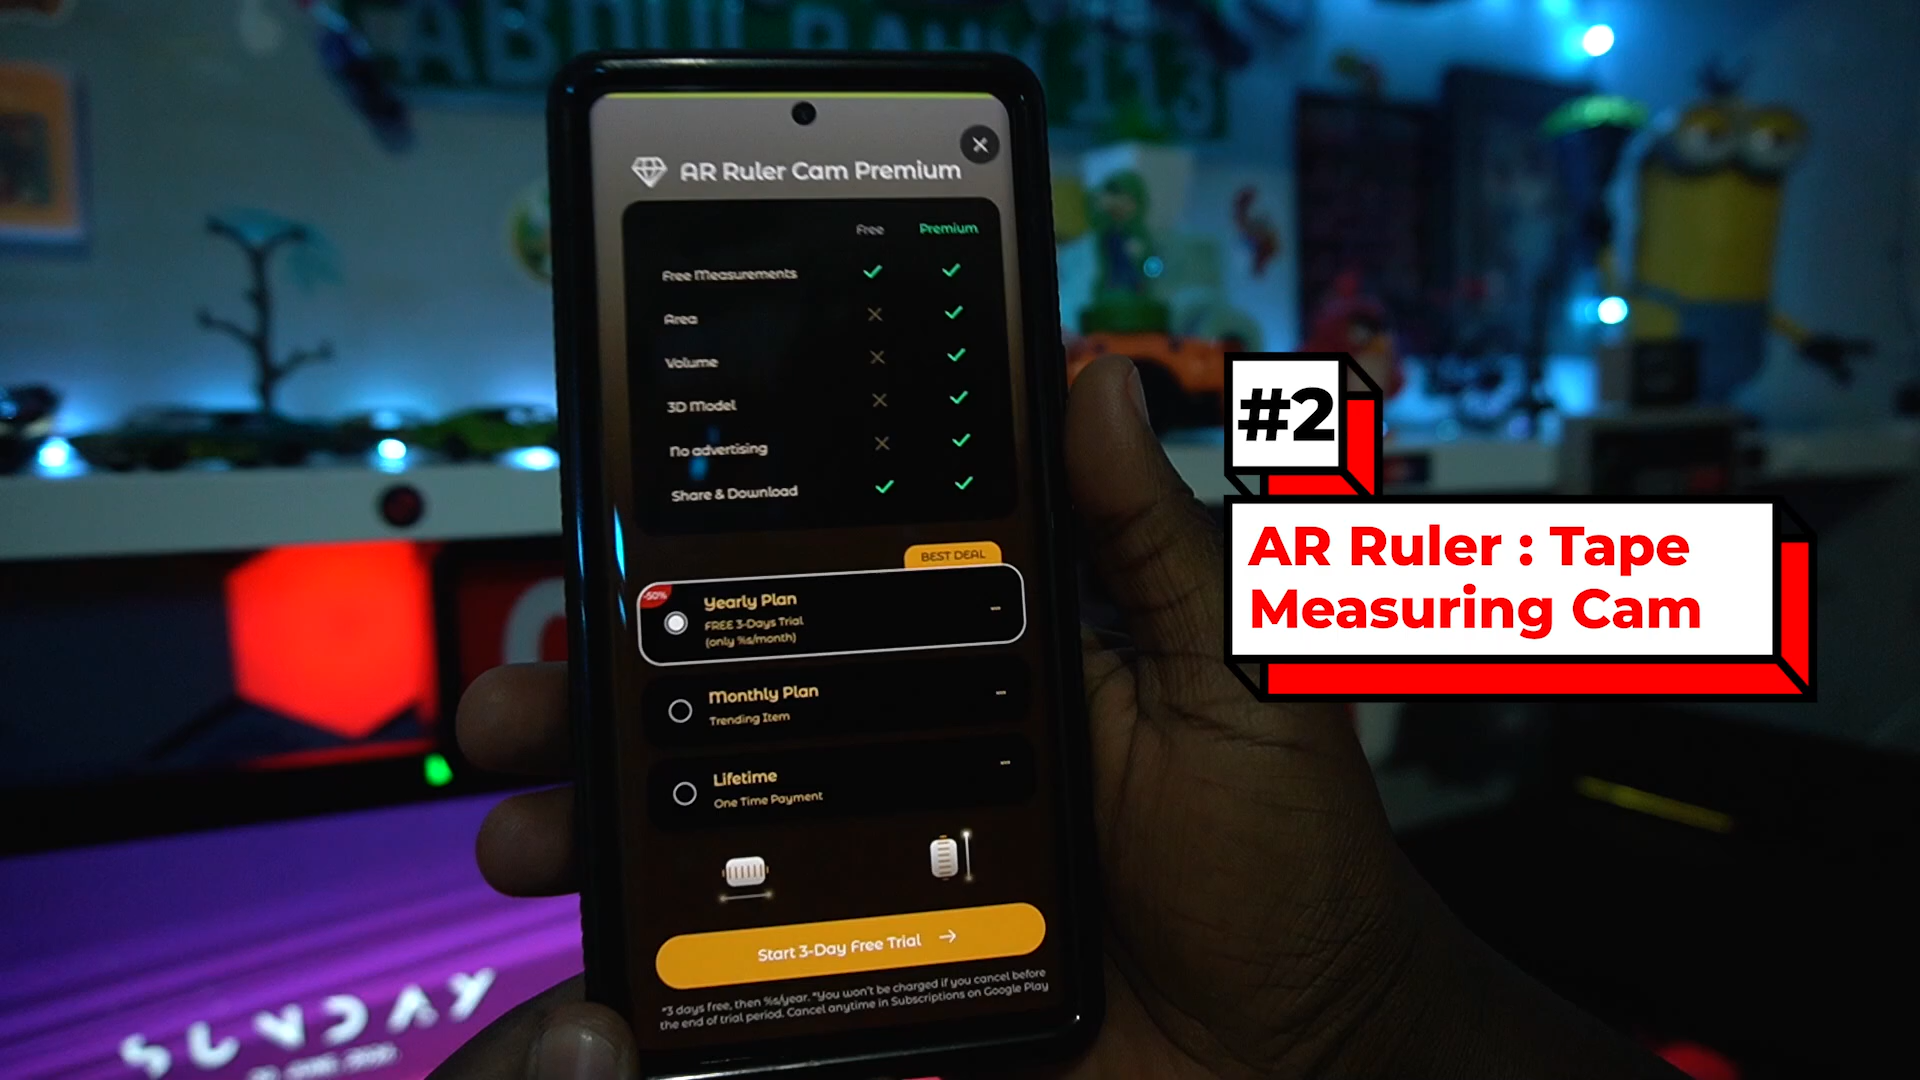 ABDUL RAHY 113
AR Ruler Cam Premium
Free Premium
Free Measurements
Area
Volume
3D Model
No advertising
Share & Download
BEST DEAL
-50%
Yearly Plan
FREE 3-Days Trial
(only %s/month)
Monthly Plan
Trending Item
Lifetime
One Time Payment
Start 3-Day Free Trial →
*3 days free, then %s/year. *You won't be charged if you cancel before
the end of trial period. Cancel anytime in Subscriptions on Google Play
#2
AR Ruler : Tape
Measuring Cam
SUNDAY